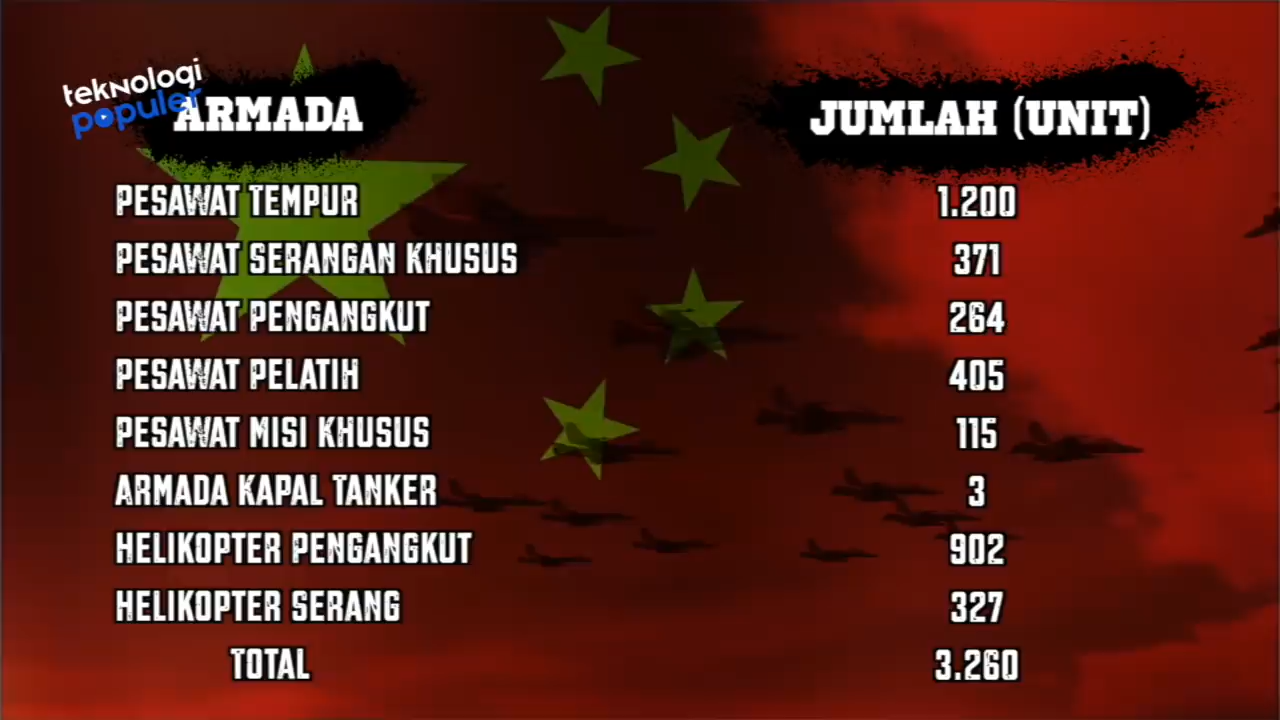 teknologi
populer
ARMADA JUMLAH (UNIT)
PESAWAT TEMPUR 1.200
PESAWAT SERANGAN KHUSUS 371
PESAWAT PENGANGKUT 264
PESAWAT PELATIH 405
PESAWAT MISI KHUSUS 115
ARMADA KAPAL TANKER 3
HELIKOPTER PENGANGKUT 902
HELIKOPTER SERANG 327
TOTAL 3.260